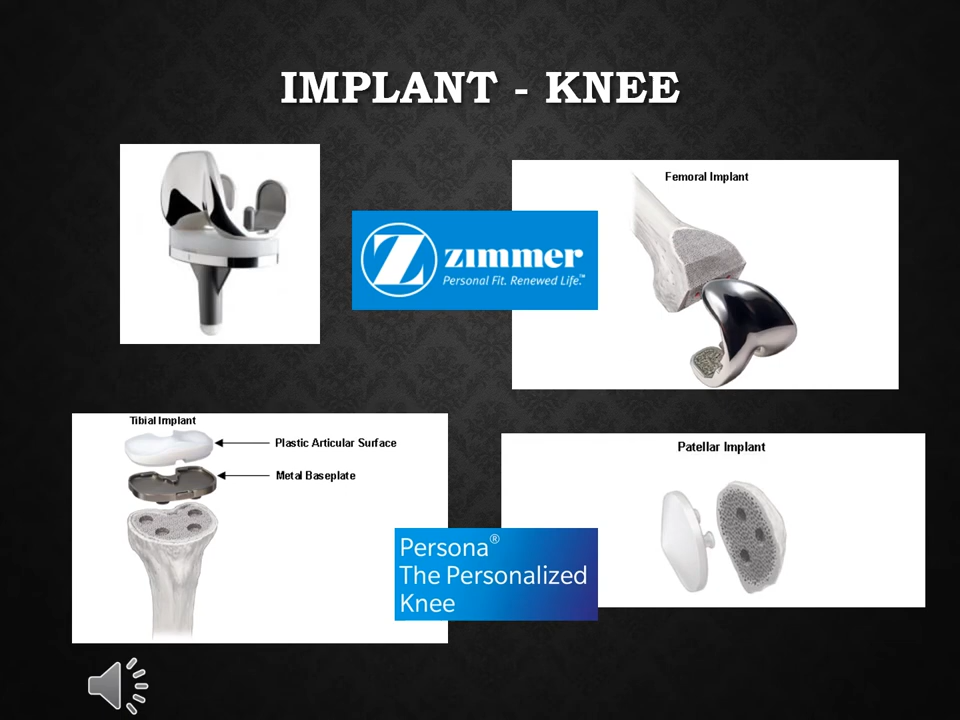 IMPLANT - KNEE
Femoral Implant
Z zimmer
Personal Fit. Renewed Life.™
Tibial Implant
Plastic Articular Surface
Metal Baseplate
Patellar Implant
Persona®
The Personalized
Knee